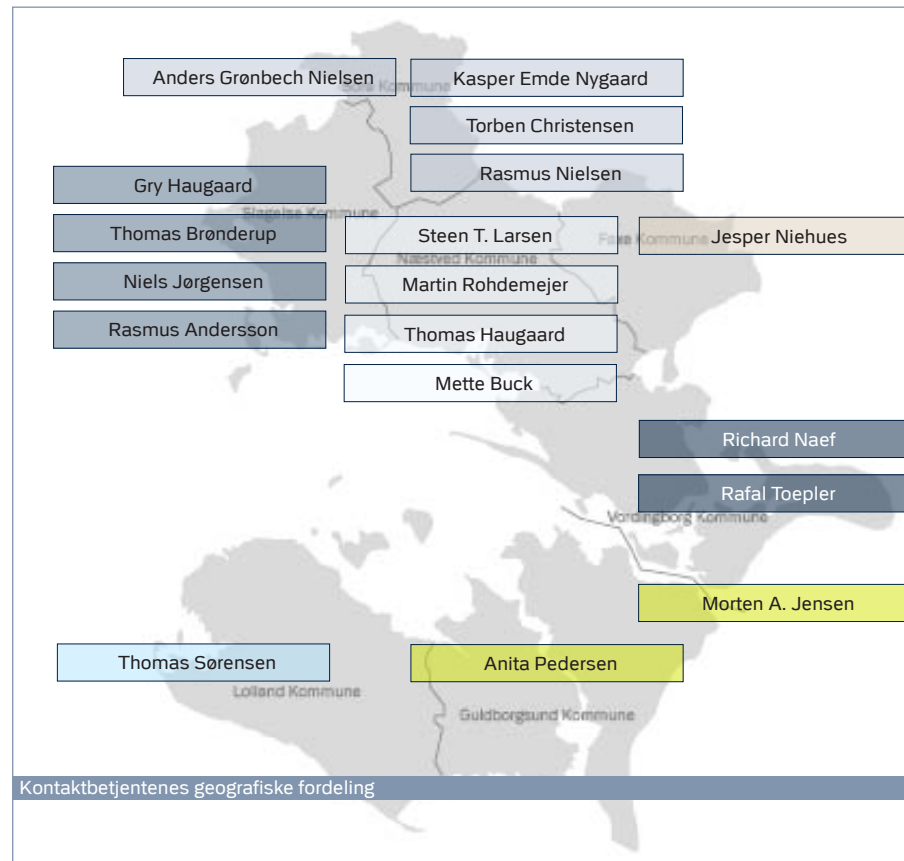 Anders Grønbech Nielsen
Kasper Emde Nygaard
Sorø Kommune
Torben Christensen
Rasmus Nielsen
Gry Haugaard
Slagelse Kommune
Thomas Brønderup
Steen T. Larsen
Faxe Kommune
Jesper Niehues
Næstved Kommune
Niels Jørgensen
Martin Rohdemejer
Rasmus Andersson
Thomas Haugaard
Mette Buck
Richard Naef
Rafal Toepler
Vordingborg Kommune
Morten A. Jensen
Thomas Sørensen
Anita Pedersen
Lolland Kommune
Guldborgsund Kommune
Kontaktbetjentenes geografiske fordeling